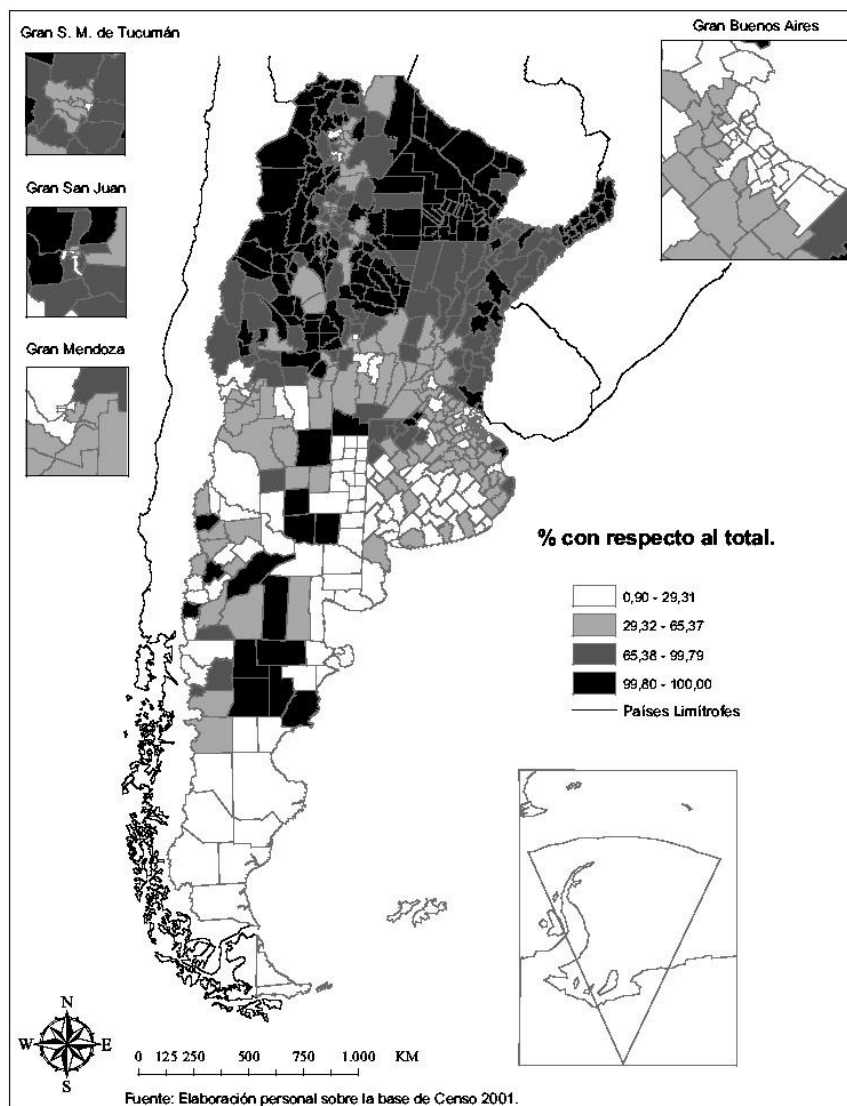 Gran S. M. de Tucumán
Gran Buenos Aires
Gran San Juan
Gran Mendoza
% con respecto al total.
0,90 - 29,31
29,32 - 65,37
65,38 - 99,79
99,80 - 100,00
Países Limítrofes
N
W E
S
0 125 250 500 750 1.000 KM
Fuente: Elaboración personal sobre la base de Censo 2001.